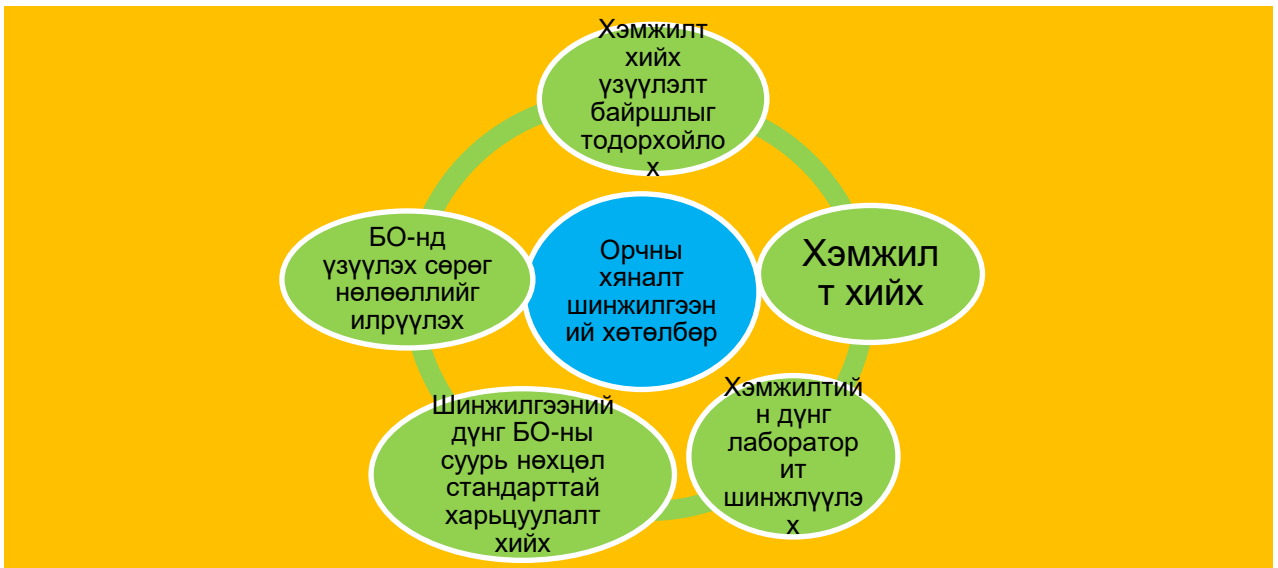 Хэмжилт
хийх
үзүүлэлт
байршлыг
тодорхойло
х
Хэмжил
т хийх
Хэмжилтий
н дүнг
лаборатор
ит
шинжлүүлэ
х
Шинжилгээний
дүнг БО-ны
суурь нөхцөл
стандарттай
харьцуулалт
хийх
БО-нд
үзүүлэх сөрөг
нөлөөллийг
илрүүлэх
Орчны
хяналт
шинжилгээн
ий хөтөлбөр